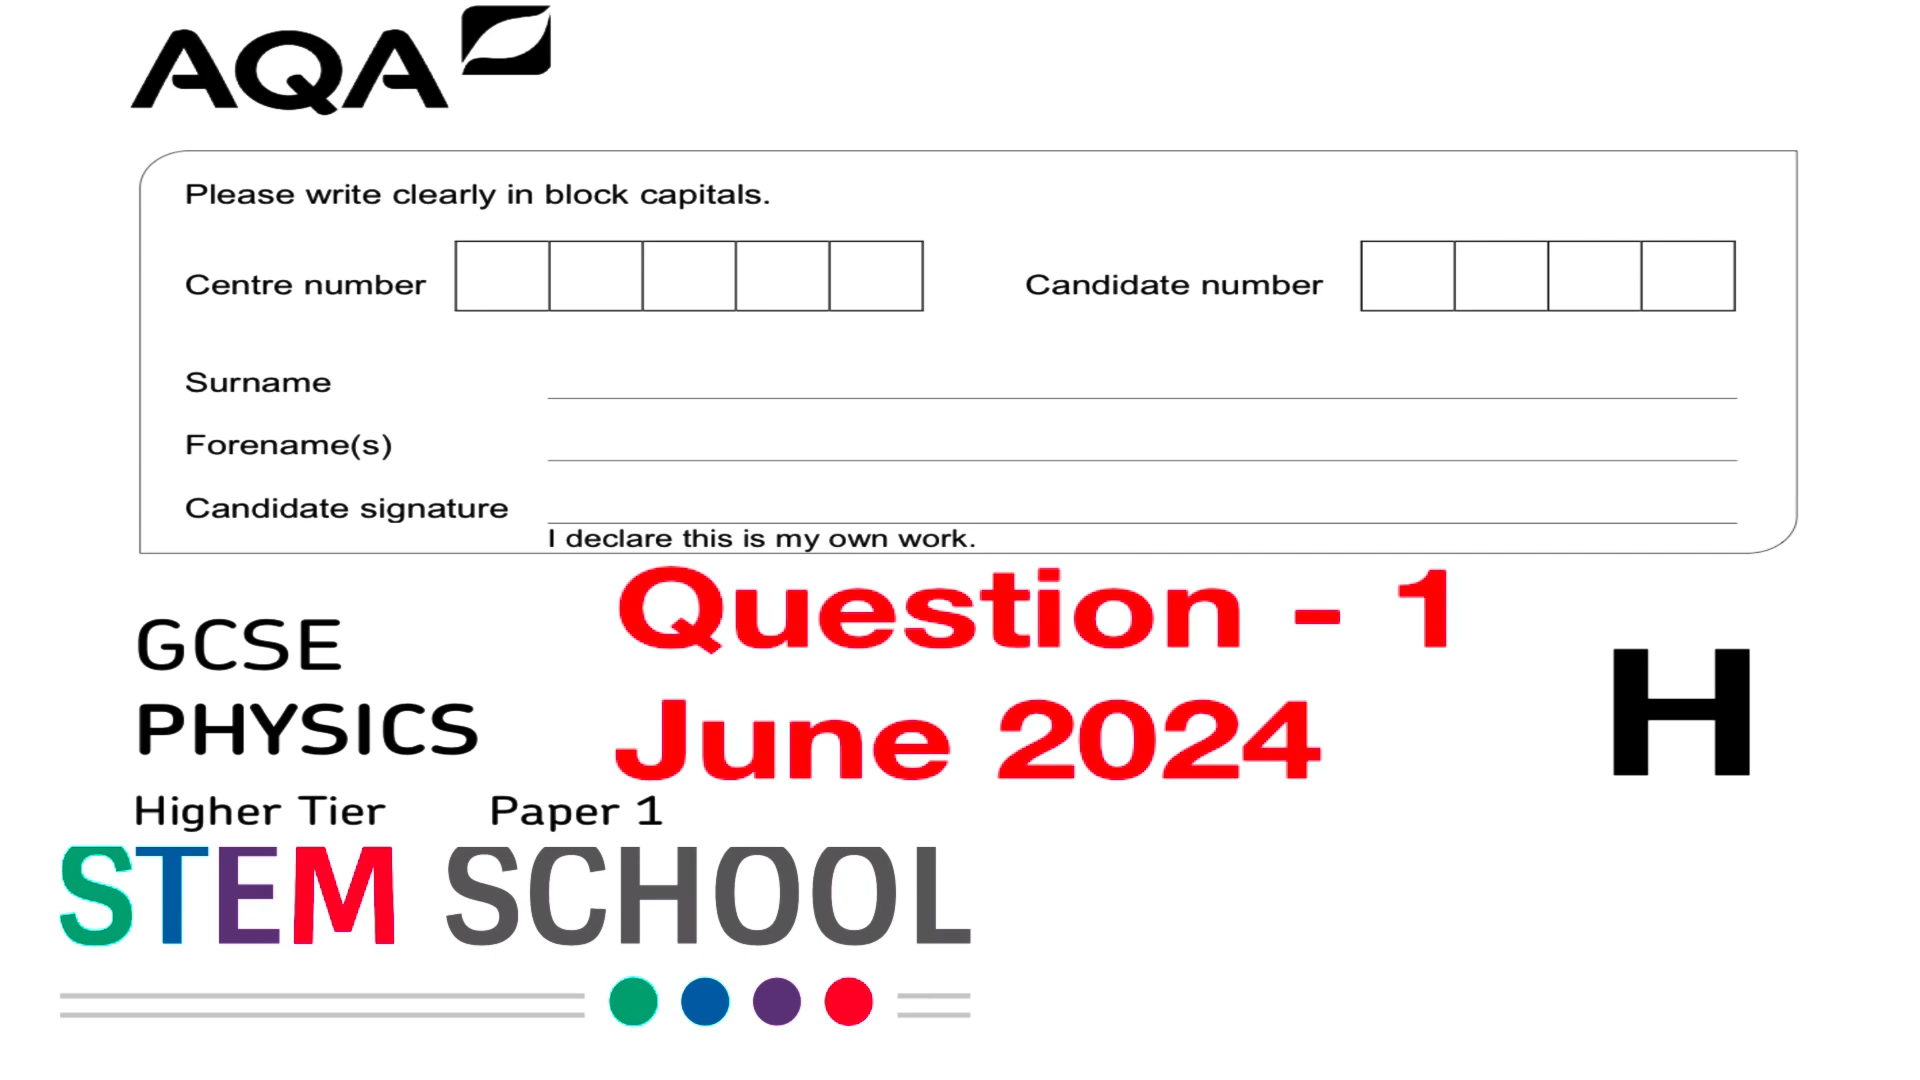 AQA
Please write clearly in block capitals.
Centre number
Candidate number
Surname
Forename(s)
Candidate signature
I declare this is my own work.
Question - 1
GCSE
PHYSICS
June 2024
H
Higher Tier Paper 1
STEM SCHOOL